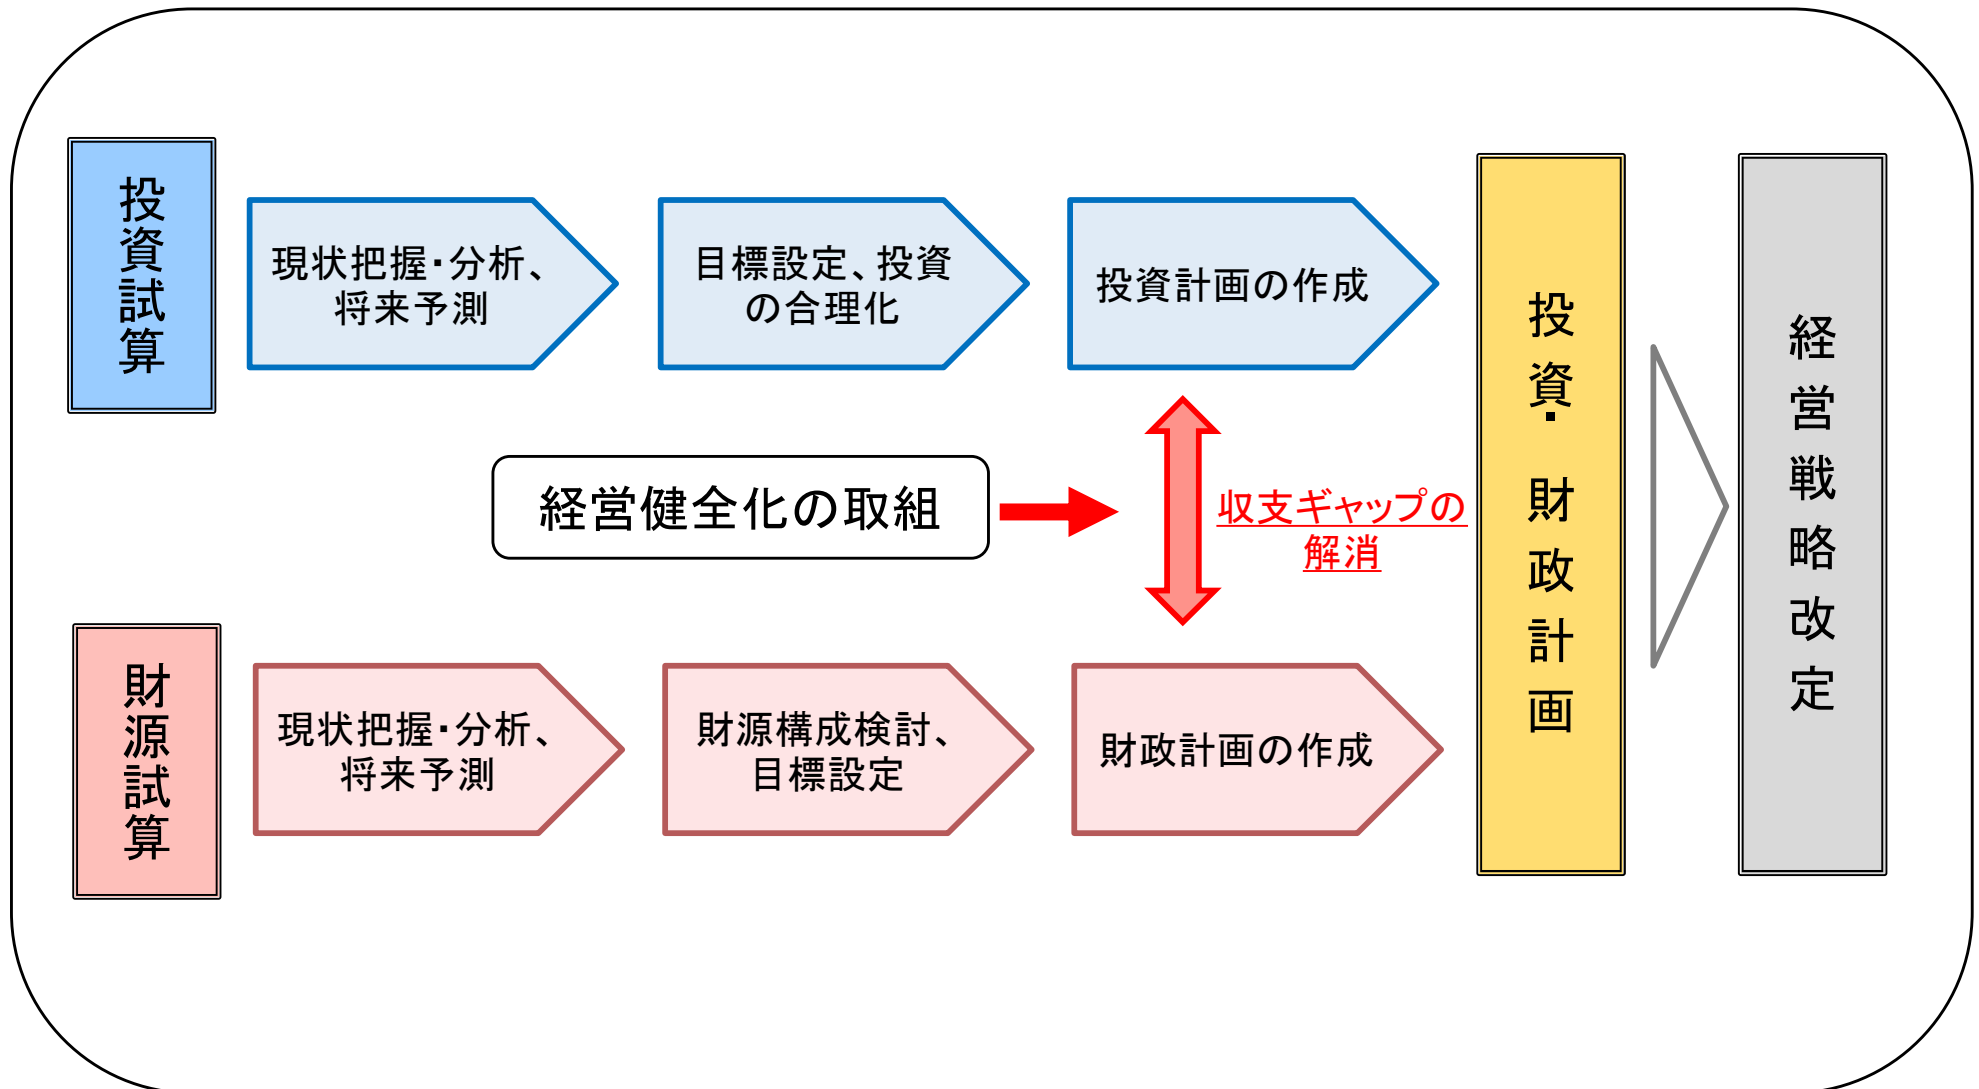 投資試算
現状把握・分析、
将来予測
目標設定、投資
の合理化
投資計画の作成
経営健全化の取組
収支ギャップの
解消
財源試算
現状把握・分析、
将来予測
財源構成検討、
目標設定
財政計画の作成
投資・財政計画
経営戦略改定